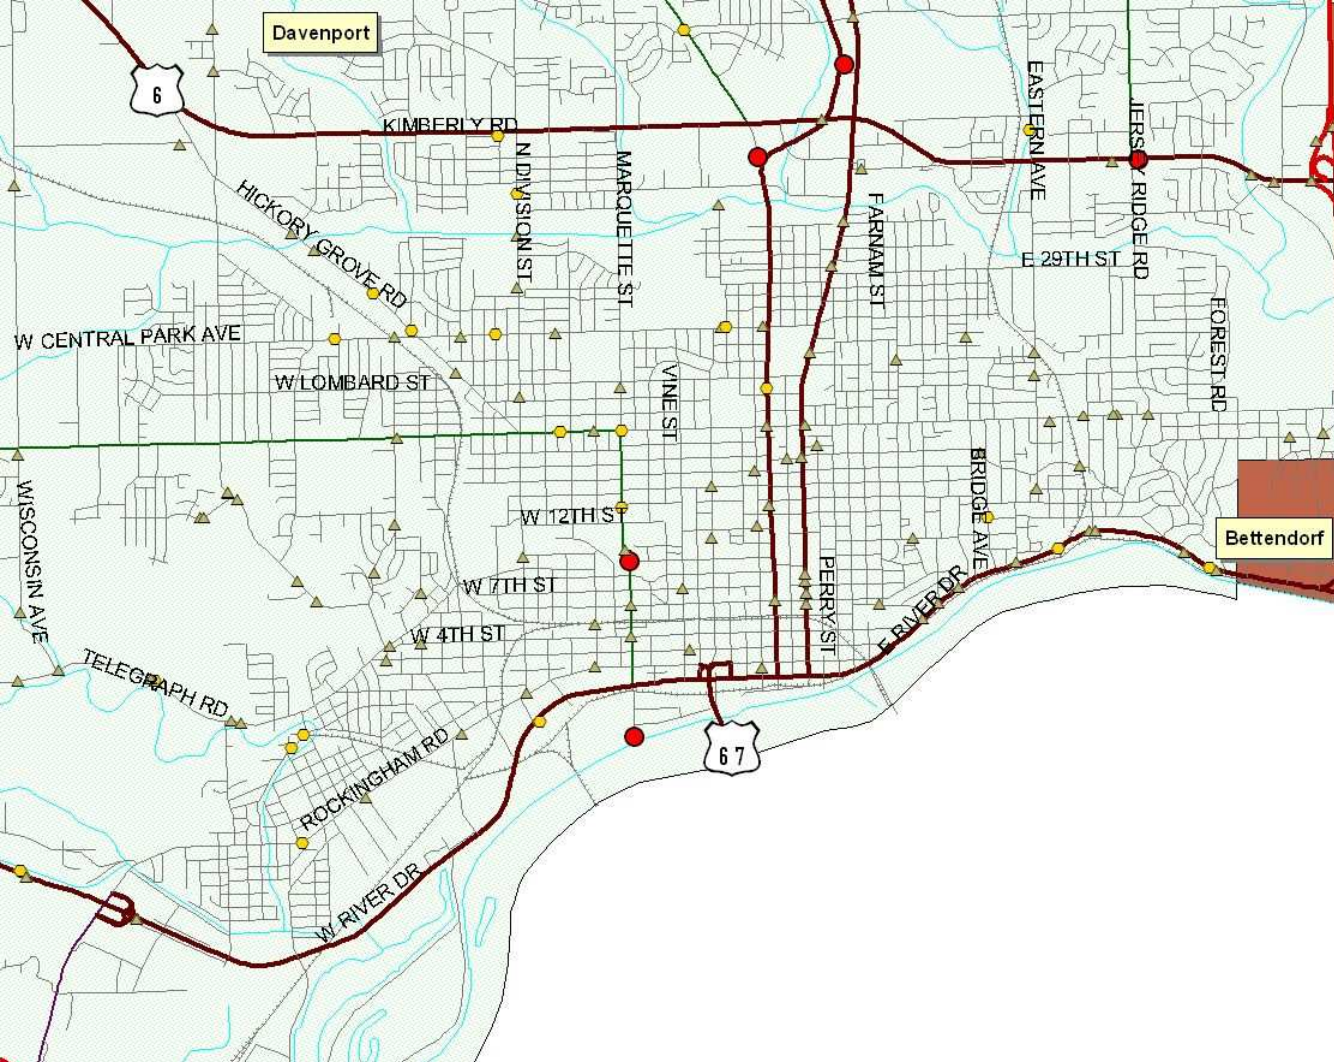 Davenport
6
KIMBERLY RD
EASTERN AVE
JERSEY RIDGE RD
N DIVISION ST
MARQUETTE ST
HICKORY GROVE RD
FARNAM ST
E 29TH ST
FOREST RD
W CENTRAL PARK AVE
W LOMBARD ST
VINE ST
BRIDGE AVE
WISCONSIN AVE
W 12TH ST
Bettendorf
W 7TH ST
PERRY ST
E RIVER DR
W 4TH ST
TELEGRAPH RD
67
ROCKINGHAM RD
W RIVER DR